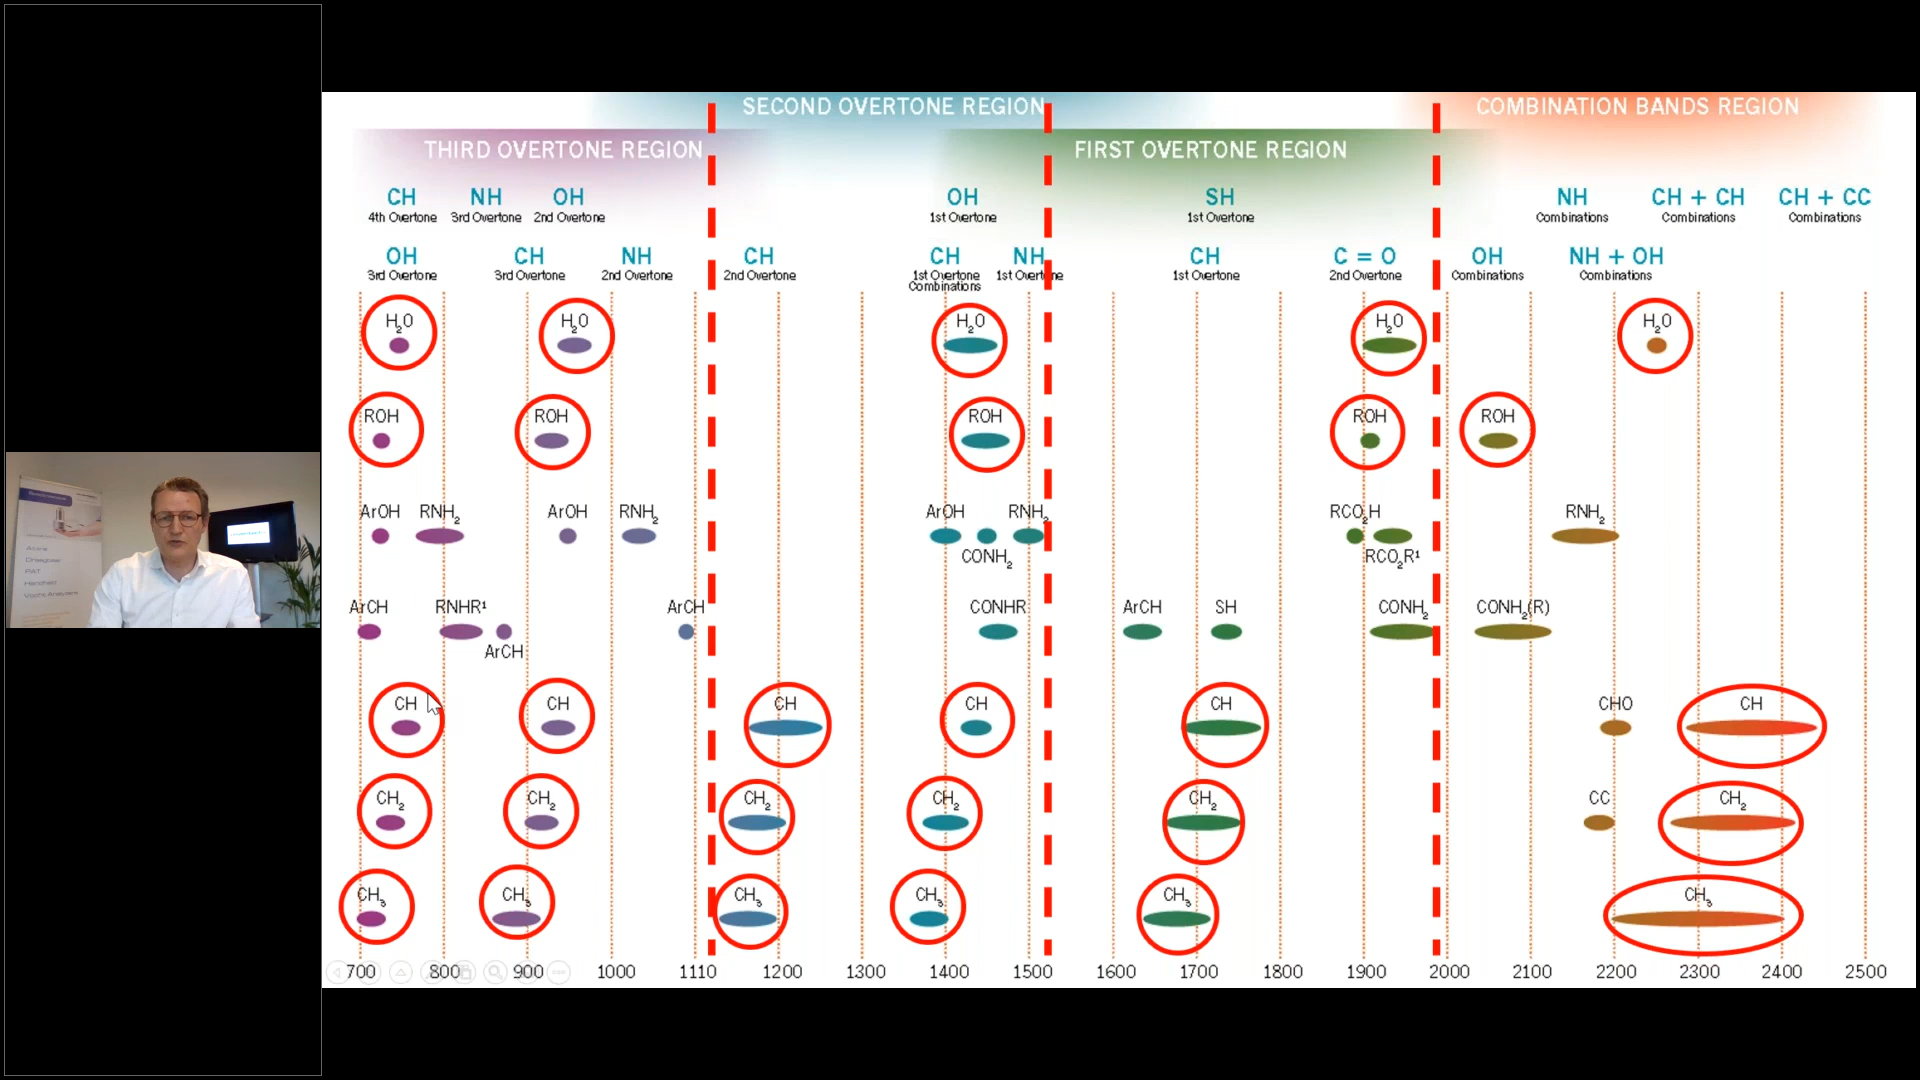 SECOND OVERTONE REGION
COMBINATION BANDS REGION
THIRD OVERTONE REGION
FIRST OVERTONE REGION
CH NH OH OH SH NH CH + CH CH + CC
4th Overtone 3rd Overtone 2nd Overtone 1st Overtone 1st Overtone Combinations Combinations Combinations
OH CH NH CH CH NH CH C = O OH NH + OH
3rd Overtone 3rd Overtone 2nd Overtone 2nd Overtone 1st Overtone 1st Overtone 1st Overtone 2nd Overtone Combinations Combinations
Combinations
H₂O H₂O H₂O H₂O H₂O
ROH ROH ROH ROH ROH
ArOH RNH₂ ArOH RNH₂ ArOH RNH₂ RCO₂H RNH₂
CONH₂ RCO₂R¹
ArCH RNHR¹ ArCH CONHR ArCH SH CONH₂ CONH₂(R)
ArCH
CH CH CH CH CH CHO CH
CH₂ CH₂ CH₂ CH₂ CH₂ CC CH₂
CH₃ CH₃ CH₃ CH₃ CH₃ CH₃
700 800 900 1000 1110 1200 1300 1400 1500 1600 1700 1800 1900 2000 2100 2200 2300 2400 2500
PAT